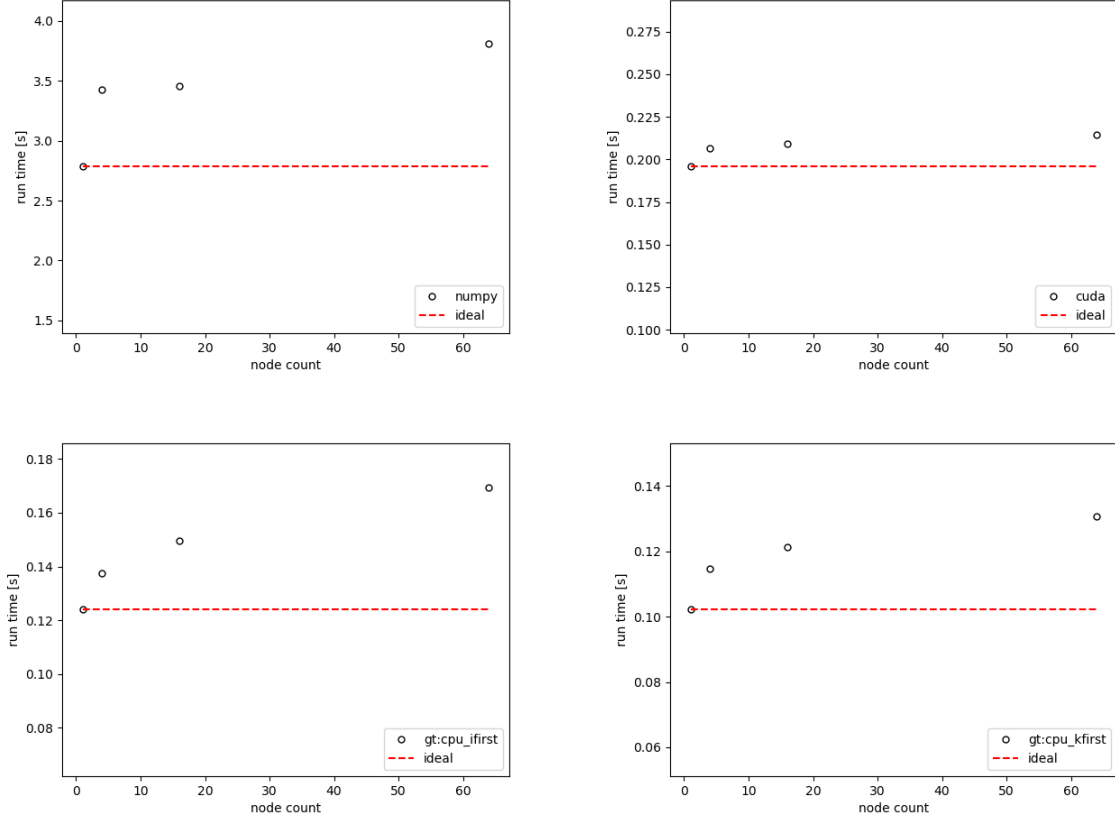 4.0
3.5
3.0
2.5
2.0
1.5
run time [s]
0 10 20 30 40 50 60
node count
numpy
ideal
0.275
0.250
0.225
0.200
0.175
0.150
0.125
0.100
run time [s]
0 10 20 30 40 50 60
node count
cuda
ideal
0.18
0.16
0.14
0.12
0.10
0.08
run time [s]
0 10 20 30 40 50 60
node count
gt:cpu_ifirst
ideal
0.14
0.12
0.10
0.08
0.06
run time [s]
0 10 20 30 40 50 60
node count
gt:cpu_kfirst
ideal